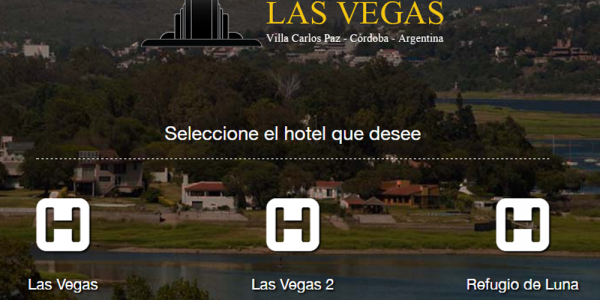 LAS VEGAS
Villa Carlos Paz - Córdoba - Argentina
Seleccione el hotel que desee
H H H
Las Vegas Las Vegas 2 Refugio de Luna